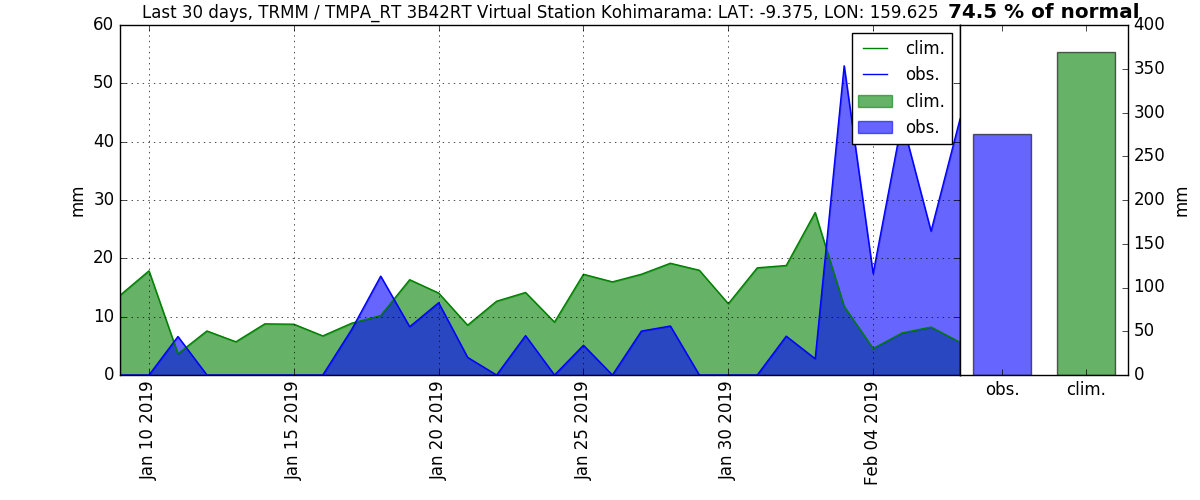 Last 30 days, TRMM / TMPA_RT 3B42RT Virtual Station Kohimarama: LAT: -9.375, LON: 159.625 74.5 % of normal
60
50
40
30
20
10
0
mm
clim.
obs.
clim.
obs.
400
350
300
250
200
150
100
50
0
mm
Jan 10 2019
Jan 15 2019
Jan 20 2019
Jan 25 2019
Jan 30 2019
Feb 04 2019
obs.
clim.